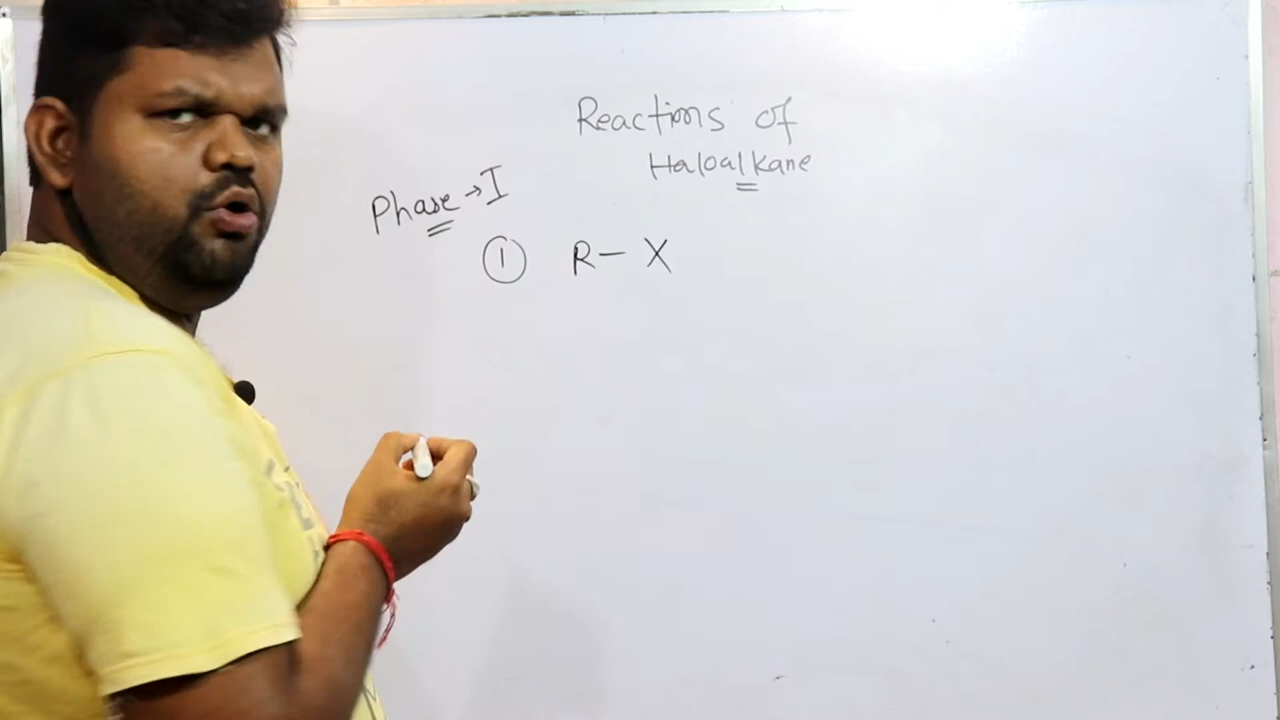 Reactions of
Haloalkane
Phase → I
① R — X